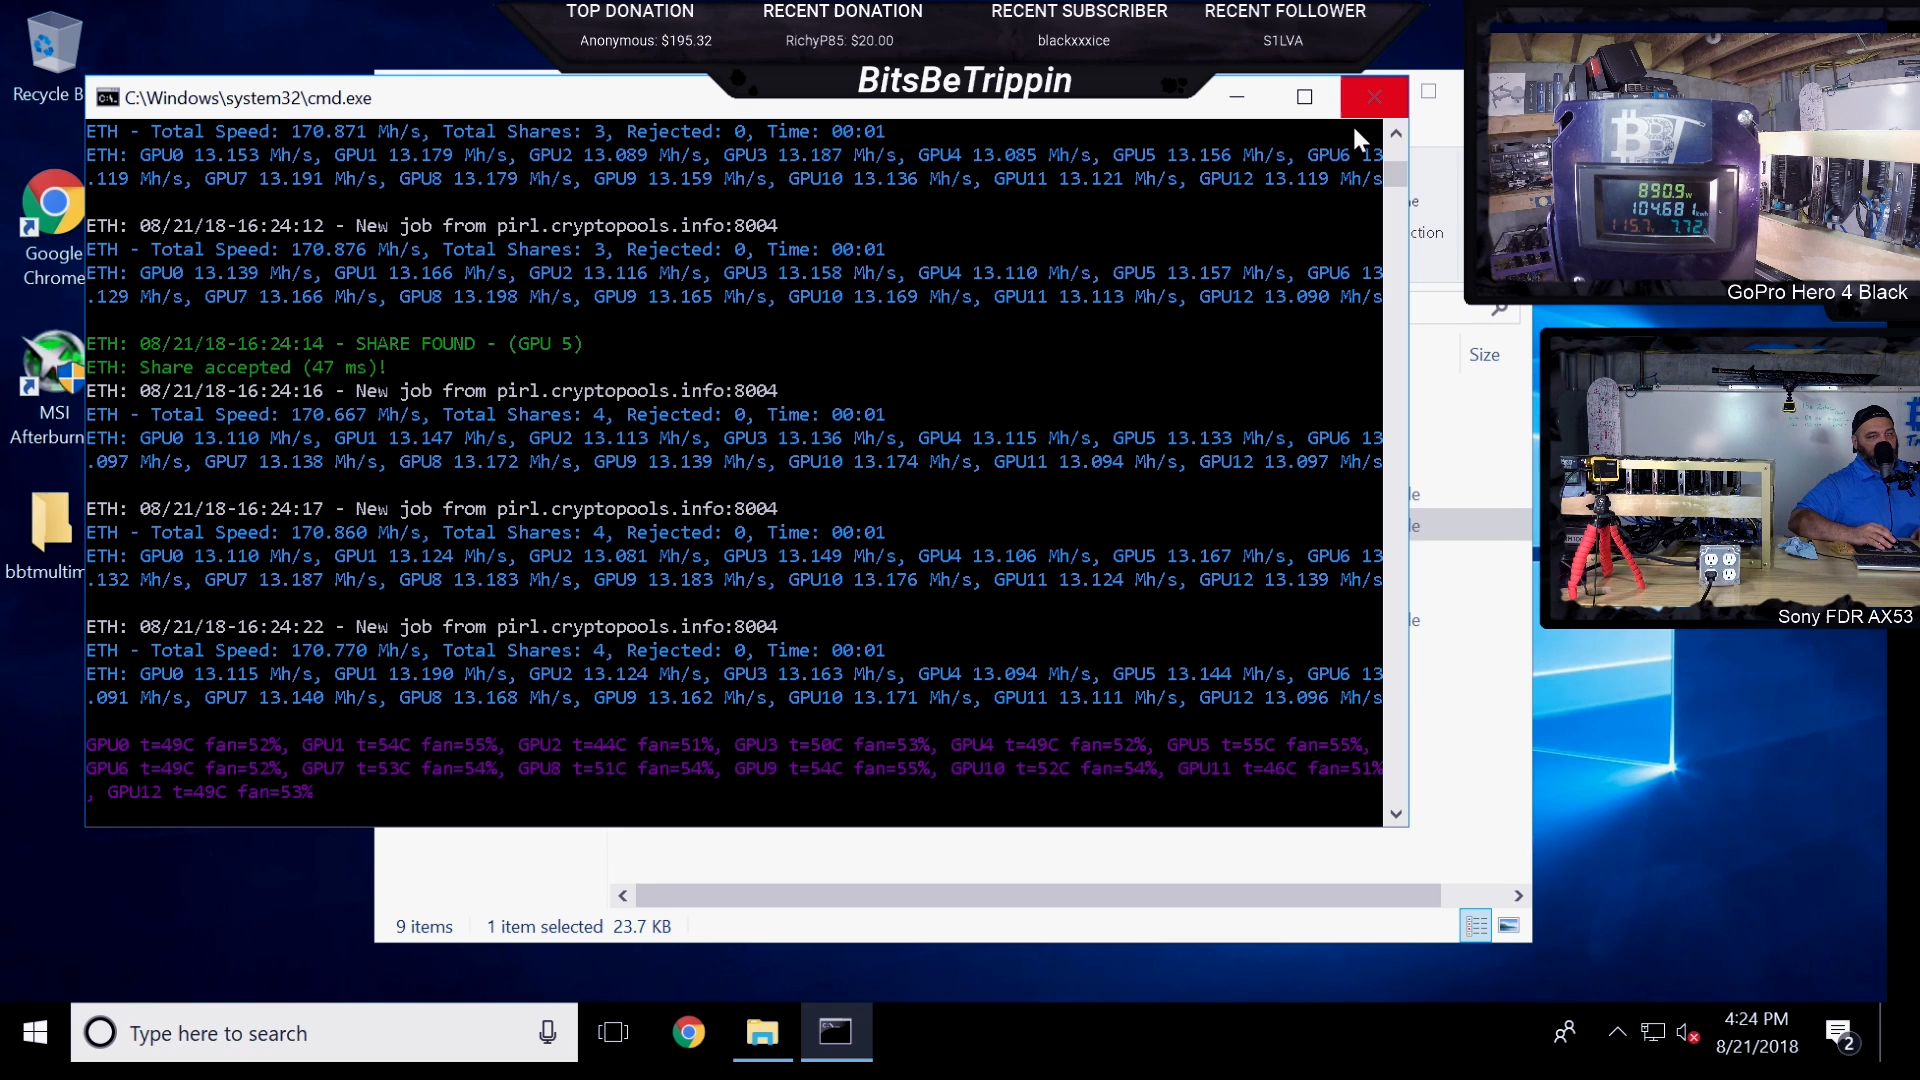 TOP DONATION
RECENT DONATION
RECENT SUBSCRIBER
RECENT FOLLOWER
Anonymous: $195.32
RichyP85: $20.00
blackxxxice
S1LVA
BitsBeTrippin
Recycle B
Google
Chrome
MSI
Afterburn
bbtmultim
C:\Windows\system32\cmd.exe
ETH - Total Speed: 170.871 Mh/s, Total Shares: 3, Rejected: 0, Time: 00:01
ETH: GPU0 13.153 Mh/s, GPU1 13.179 Mh/s, GPU2 13.089 Mh/s, GPU3 13.187 Mh/s, GPU4 13.085 Mh/s, GPU5 13.156 Mh/s, GPU6 13
.119 Mh/s, GPU7 13.191 Mh/s, GPU8 13.179 Mh/s, GPU9 13.159 Mh/s, GPU10 13.136 Mh/s, GPU11 13.121 Mh/s, GPU12 13.119 Mh/s
ETH: 08/21/18-16:24:12 - New job from pirl.cryptopools.info:8004
ETH - Total Speed: 170.876 Mh/s, Total Shares: 3, Rejected: 0, Time: 00:01
ETH: GPU0 13.139 Mh/s, GPU1 13.166 Mh/s, GPU2 13.116 Mh/s, GPU3 13.158 Mh/s, GPU4 13.110 Mh/s, GPU5 13.157 Mh/s, GPU6 13
.129 Mh/s, GPU7 13.166 Mh/s, GPU8 13.198 Mh/s, GPU9 13.165 Mh/s, GPU10 13.169 Mh/s, GPU11 13.113 Mh/s, GPU12 13.090 Mh/s
ETH: 08/21/18-16:24:14 - SHARE FOUND - (GPU 5)
ETH: Share accepted (47 ms)!
ETH: 08/21/18-16:24:16 - New job from pirl.cryptopools.info:8004
ETH - Total Speed: 170.667 Mh/s, Total Shares: 4, Rejected: 0, Time: 00:01
ETH: GPU0 13.110 Mh/s, GPU1 13.147 Mh/s, GPU2 13.113 Mh/s, GPU3 13.136 Mh/s, GPU4 13.115 Mh/s, GPU5 13.133 Mh/s, GPU6 13
.097 Mh/s, GPU7 13.138 Mh/s, GPU8 13.172 Mh/s, GPU9 13.139 Mh/s, GPU10 13.174 Mh/s, GPU11 13.094 Mh/s, GPU12 13.097 Mh/s
ETH: 08/21/18-16:24:17 - New job from pirl.cryptopools.info:8004
ETH - Total Speed: 170.860 Mh/s, Total Shares: 4, Rejected: 0, Time: 00:01
ETH: GPU0 13.110 Mh/s, GPU1 13.124 Mh/s, GPU2 13.081 Mh/s, GPU3 13.149 Mh/s, GPU4 13.106 Mh/s, GPU5 13.167 Mh/s, GPU6 13
.132 Mh/s, GPU7 13.187 Mh/s, GPU8 13.183 Mh/s, GPU9 13.183 Mh/s, GPU10 13.176 Mh/s, GPU11 13.124 Mh/s, GPU12 13.139 Mh/s
ETH: 08/21/18-16:24:22 - New job from pirl.cryptopools.info:8004
ETH - Total Speed: 170.770 Mh/s, Total Shares: 4, Rejected: 0, Time: 00:01
ETH: GPU0 13.115 Mh/s, GPU1 13.190 Mh/s, GPU2 13.124 Mh/s, GPU3 13.163 Mh/s, GPU4 13.094 Mh/s, GPU5 13.144 Mh/s, GPU6 13
.091 Mh/s, GPU7 13.140 Mh/s, GPU8 13.168 Mh/s, GPU9 13.162 Mh/s, GPU10 13.171 Mh/s, GPU11 13.111 Mh/s, GPU12 13.096 Mh/s
GPU0 t=49C fan=52%, GPU1 t=54C fan=55%, GPU2 t=44C fan=51%, GPU3 t=50C fan=53%, GPU4 t=49C fan=52%, GPU5 t=55C fan=55%,
GPU6 t=49C fan=52%, GPU7 t=53C fan=54%, GPU8 t=51C fan=54%, GPU9 t=54C fan=55%, GPU10 t=52C fan=54%, GPU11 t=46C fan=51%
, GPU12 t=49C fan=53%
ne
ction
Size
le
le
le
890.9w
104.681kwh
115.7v 7.72A
GoPro Hero 4 Black
Sony FDR AX53
9 items
1 item selected 23.7 KB
Type here to search
4:24 PM
8/21/2018
2